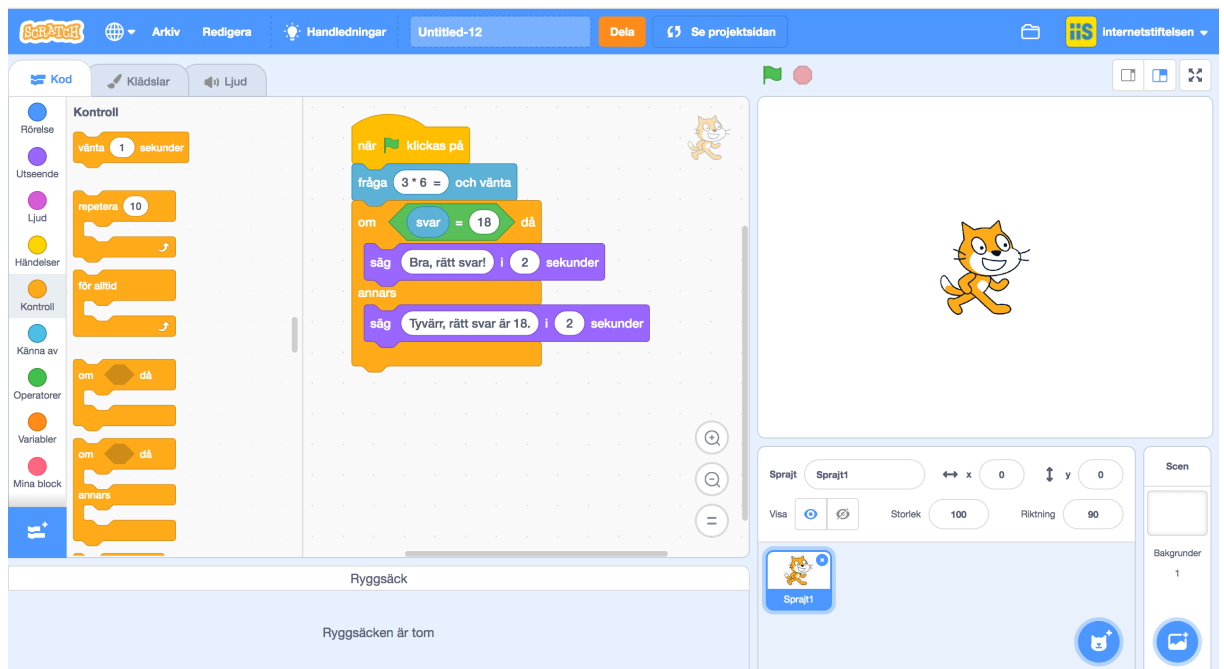 SCRATCH Arkiv Redigera Handledningar Untitled-12 Dela Se projektsidan iis internetstiftelsen
Kod Klädslar Ljud
Rörelse
Utseende
Ljud
Händelser
Kontroll
Känna av
Operatorer
Variabler
Mina block
Kontroll
vänta 1 sekunder
repetera 10
för alltid
om då
om då
annars
när klickas på
fråga 3 * 6 = och vänta
om svar = 18 då
säg Bra, rätt svar! i 2 sekunder
annars
säg Tyvärr, rätt svar är 18. i 2 sekunder
Ryggsäck
Ryggsäcken är tom
Sprajt Sprajt1 x 0 y 0
Visa Storlek 100 Riktning 90
Sprajt1
Scen
Bakgrunder
1